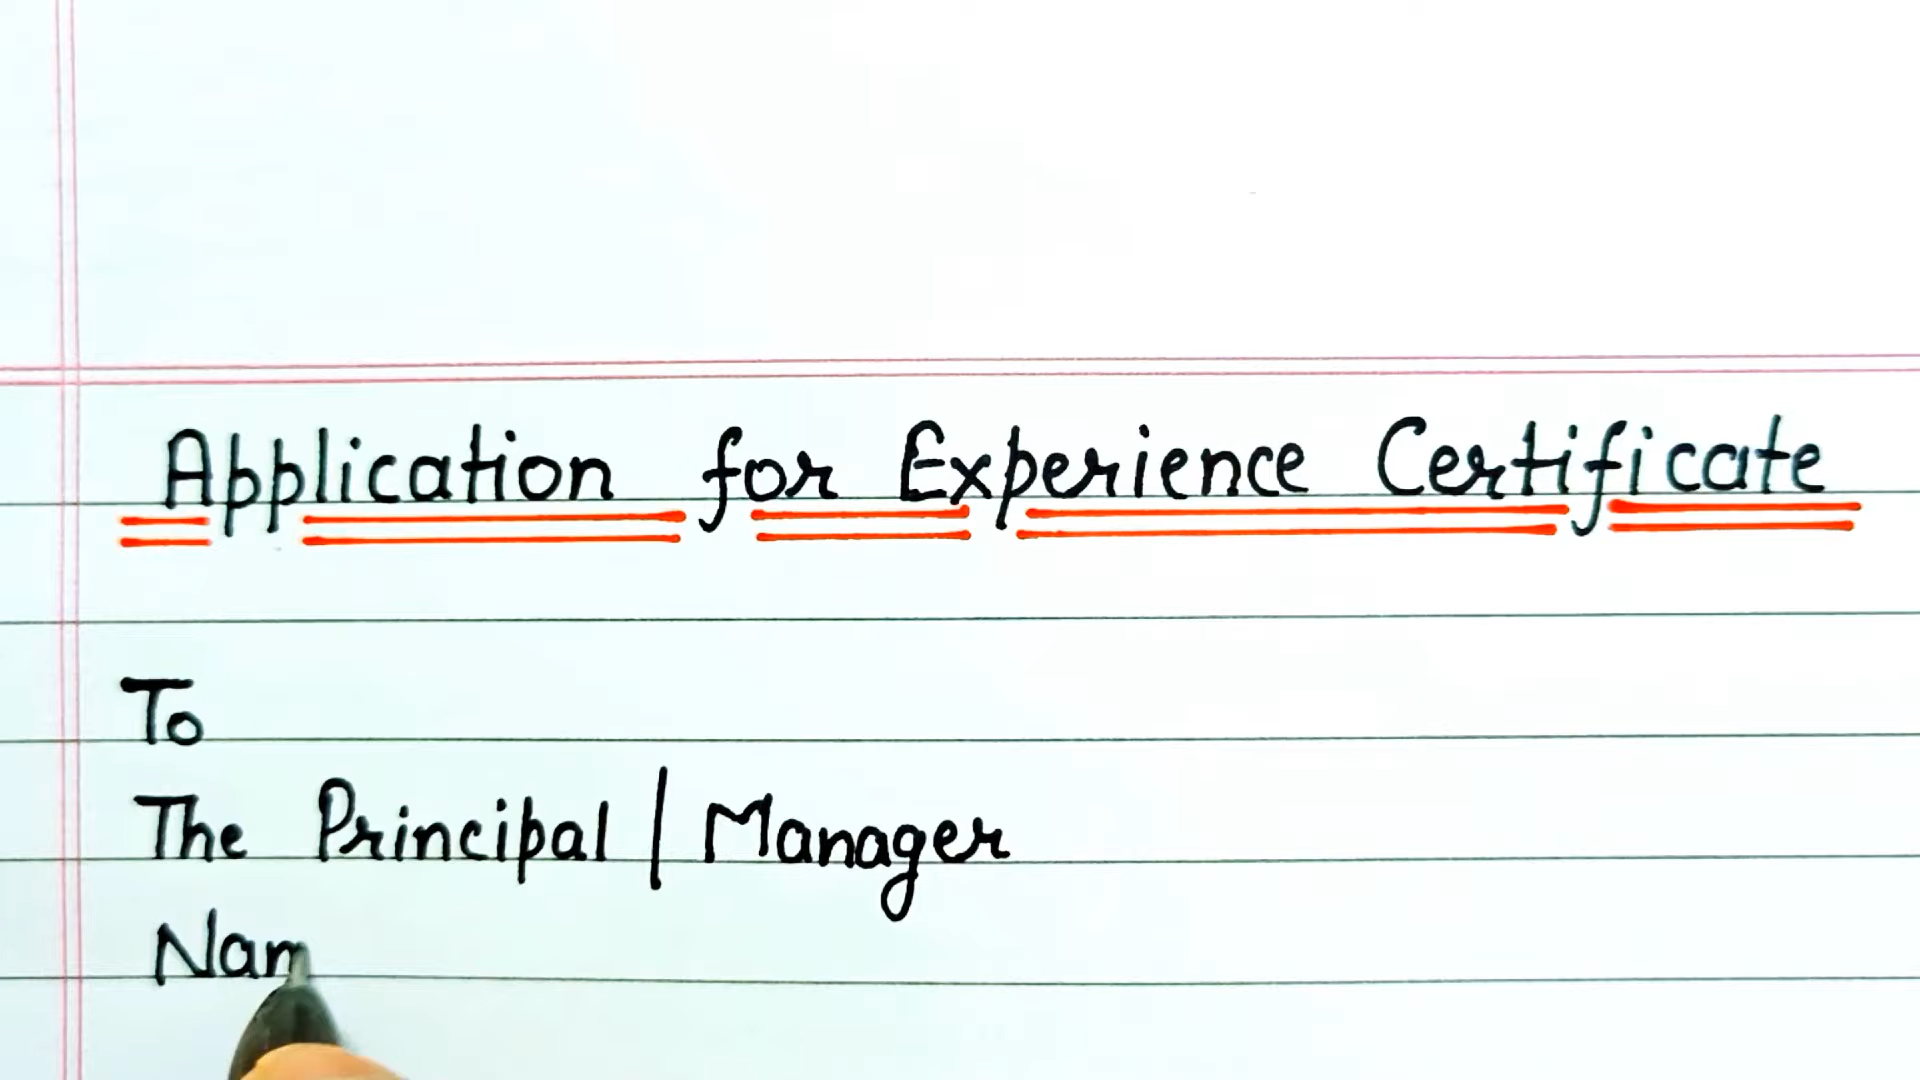 Application for Experience Certificate
To
The Principal / Manager
Nam